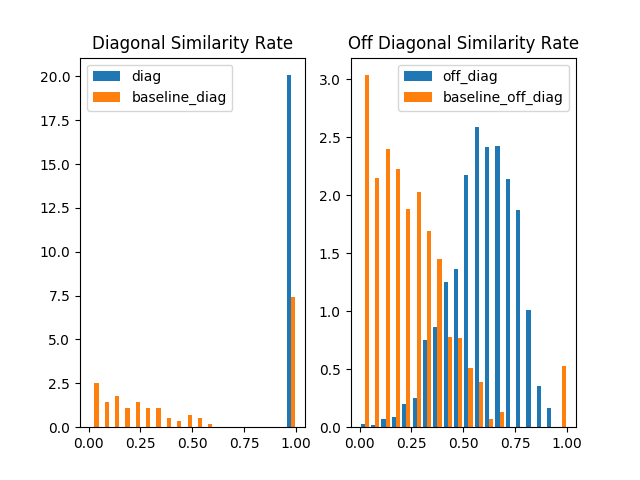 Diagonal Similarity Rate
diag
baseline_diag
20.0
17.5
15.0
12.5
10.0
7.5
5.0
2.5
0.0
0.00 0.25 0.50 0.75 1.00
Off Diagonal Similarity Rate
off_diag
baseline_off_diag
3.0
2.5
2.0
1.5
1.0
0.5
0.0
0.00 0.25 0.50 0.75 1.00